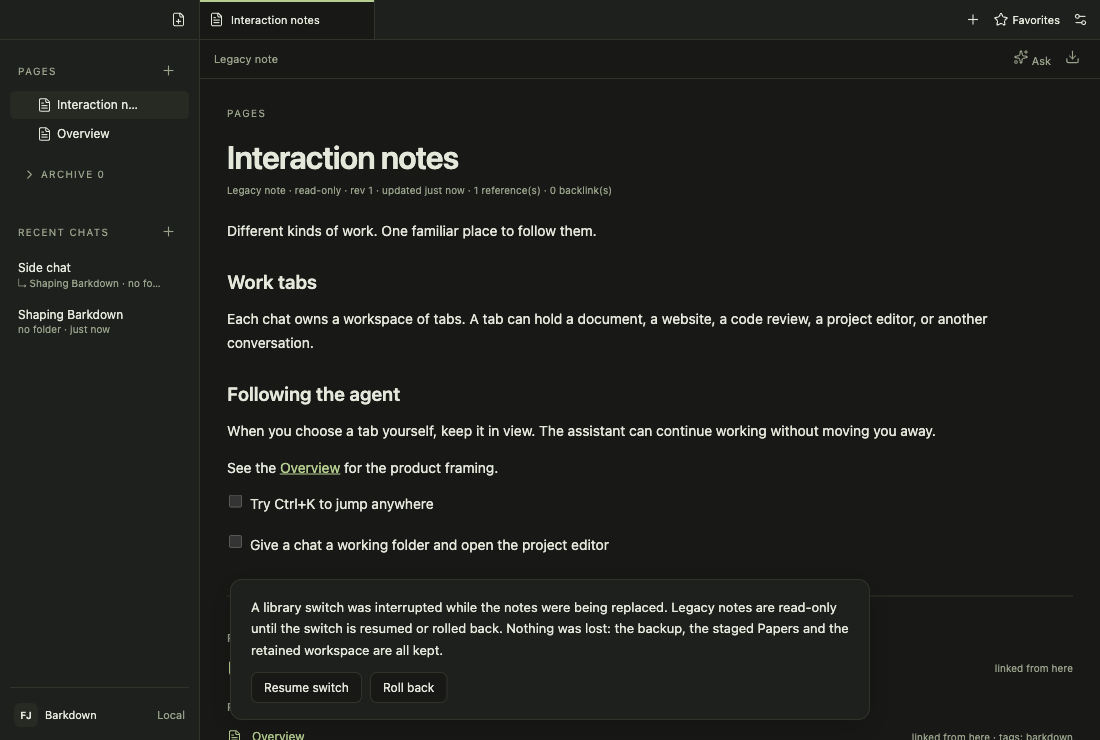 Interaction notes
Favorites
Legacy note
Ask
PAGES
Interaction n...
Overview
ARCHIVE 0
RECENT CHATS
Side chat
Shaping Barkdown · no fo...
Shaping Barkdown
no folder · just now
FJ Barkdown Local
PAGES
Interaction notes
Legacy note · read-only · rev 1 · updated just now · 1 reference(s) · 0 backlink(s)
Different kinds of work. One familiar place to follow them.
Work tabs
Each chat owns a workspace of tabs. A tab can hold a document, a website, a code review, a project editor, or another
conversation.
Following the agent
When you choose a tab yourself, keep it in view. The assistant can continue working without moving you away.
See the Overview for the product framing.
Try Ctrl+K to jump anywhere
Give a chat a working folder and open the project editor
A library switch was interrupted while the notes were being replaced. Legacy notes are read-only
until the switch is resumed or rolled back. Nothing was lost: the backup, the staged Papers and the
retained workspace are all kept.
Resume switch
Roll back
linked from here
Overview
linked from here · tags: barkdown